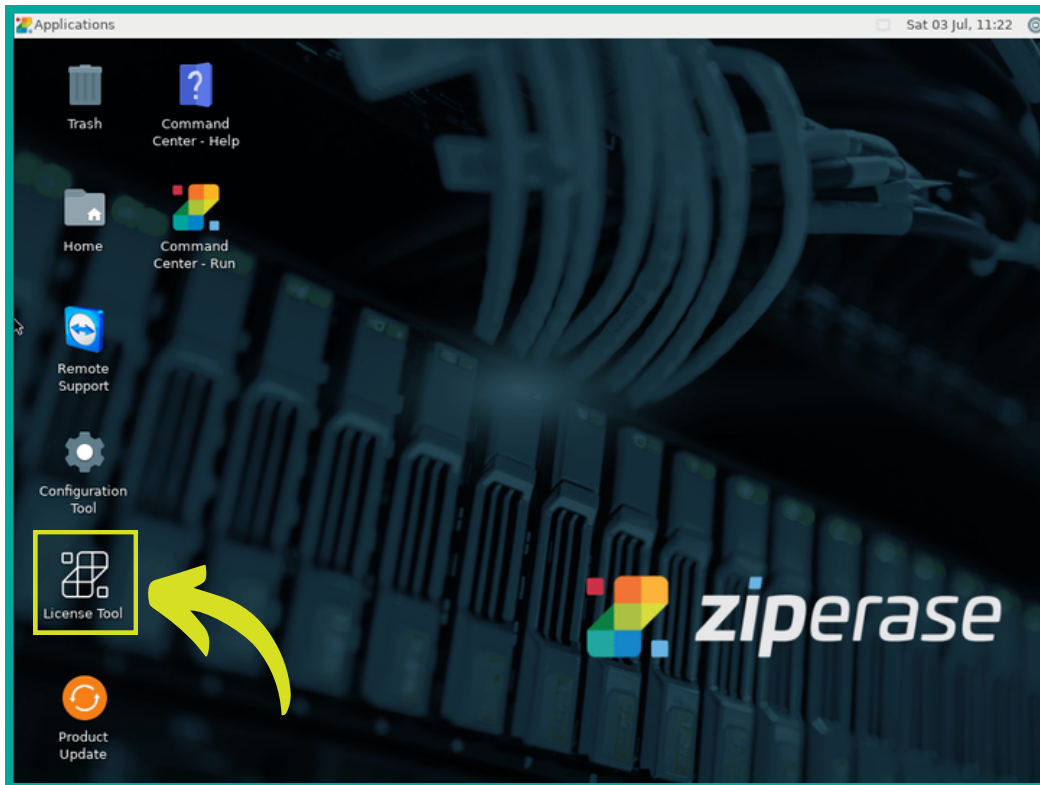 Applications
Sat 03 Jul, 11:22
Trash
Command
Center - Help
Home
Command
Center - Run
Remote
Support
Configuration
Tool
License Tool
Product
Update
ziperase